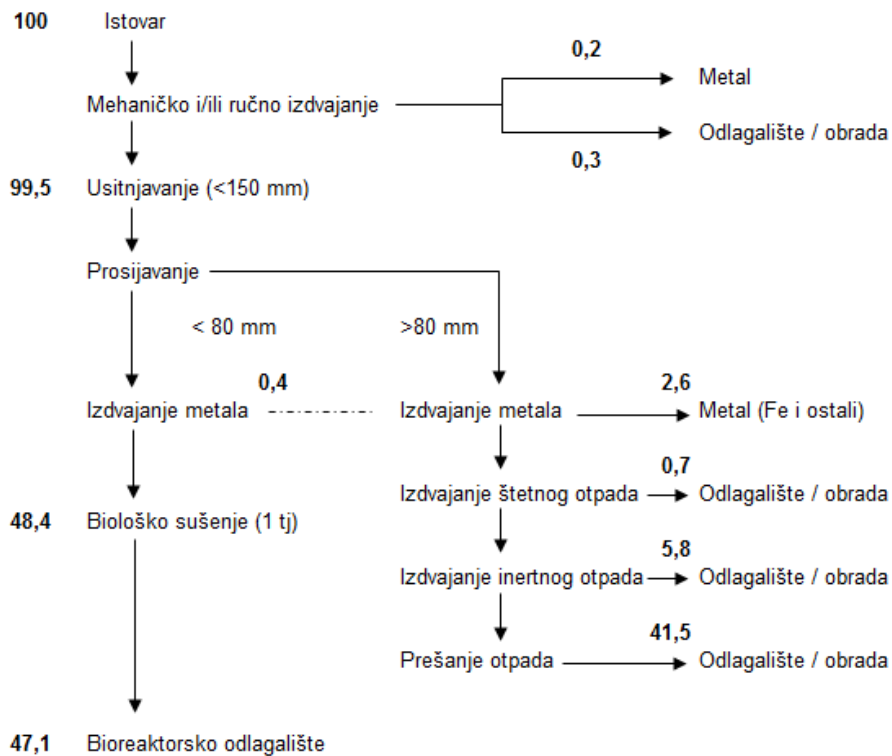 100 Istovar
0,2
Metal
Mehaničko i/ili ručno izdvajanje
Odlagalište / obrada
0,3
99,5 Usitnjavanje (<150 mm)
Prosijavanje
< 80 mm >80 mm
0,4 2,6
Izdvajanje metala Izdvajanje metala Metal (Fe i ostali)
0,7
Izdvajanje štetnog otpada Odlagalište / obrada
48,4 Biološko sušenje (1 tj)
5,8
Izdvajanje inertnog otpada Odlagalište / obrada
41,5
Prešanje otpada Odlagalište / obrada
47,1 Bioreaktorsko odlagalište